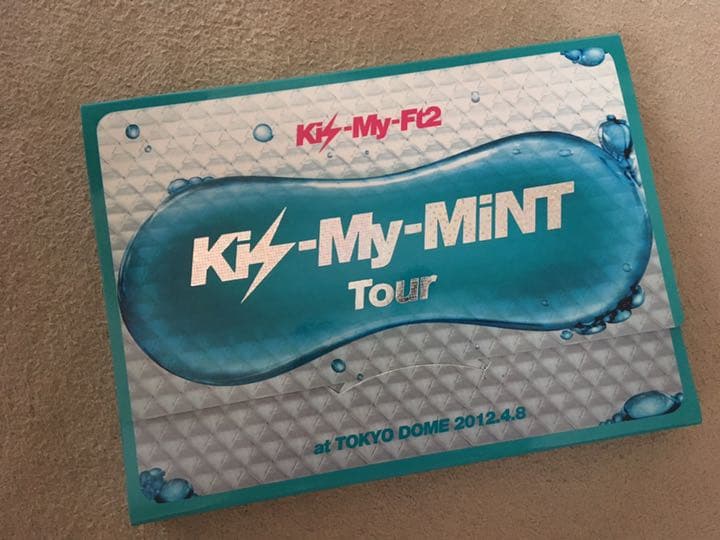 Kis-My-Ft2
Kis-My-MiNT
Tour
at TOKYO DOME 2012.4.8